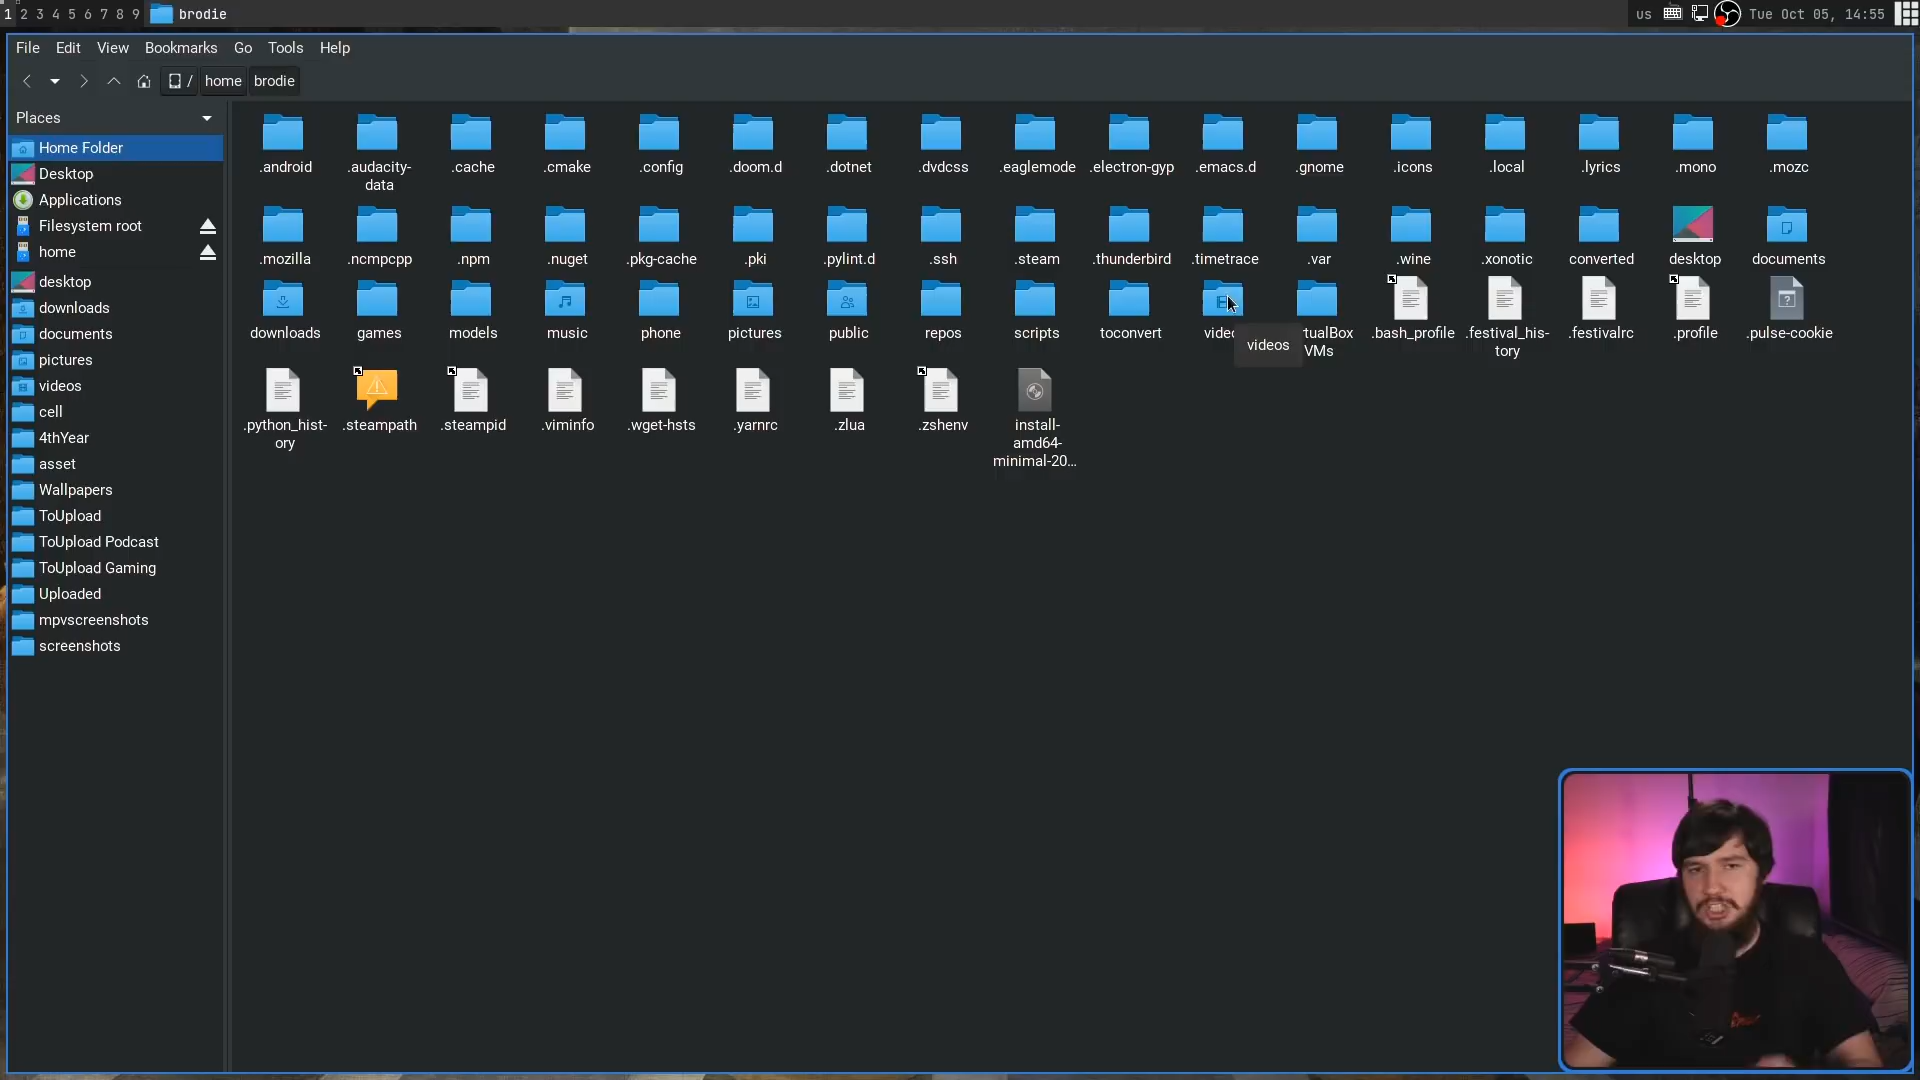 1 2 3 4 5 6 7 8 9 brodie us Tue Oct 05, 14:55
File Edit View Bookmarks Go Tools Help
/ home brodie
Places
Home Folder
Desktop
Applications
Filesystem root
home
desktop
downloads
documents
pictures
videos
cell
4thYear
asset
Wallpapers
ToUpload
ToUpload Podcast
ToUpload Gaming
Uploaded
mpvscreenshots
screenshots
.android .audacity- .cache .cmake .config .doom.d .dotnet .dvdcss .eaglemode .electron-gyp .emacs.d .gnome .icons .local .lyrics .mono .mozc
data
.mozilla .ncmpcpp .npm .nuget .pkg-cache .pki .pylint.d .ssh .steam .thunderbird .timetrace .var .wine .xonotic converted desktop documents
downloads games models music phone pictures public repos scripts toconvert video tualBox .bash_profile .festival_his- .festivalrc .profile .pulse-cookie
videos VMs tory
.python_hist- .steampath .steampid .viminfo .wget-hsts .yarnrc .zlua .zshenv install-
ory amd64-
minimal-20...